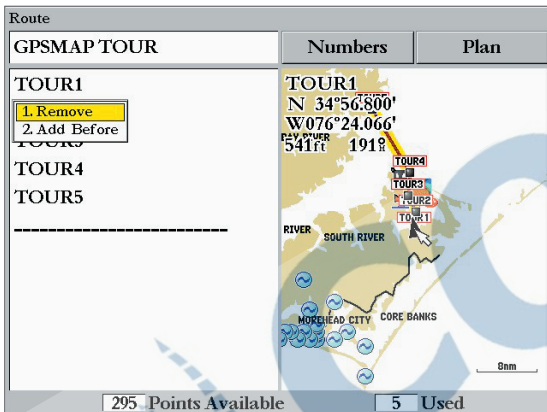 Route
GPSMAP TOUR
Numbers
Plan
TOUR1
1. Remove
2. Add Before
TOUR3
TOUR4
TOUR5
TOUR1
N 34°56.800'
W076°24.066'
541ft 191°
TOUR4
TOUR3
TOUR2
TOUR1
RIVER
SOUTH RIVER
MOREHEAD CITY
CORE BANKS
8nm
295 Points Available
5 Used